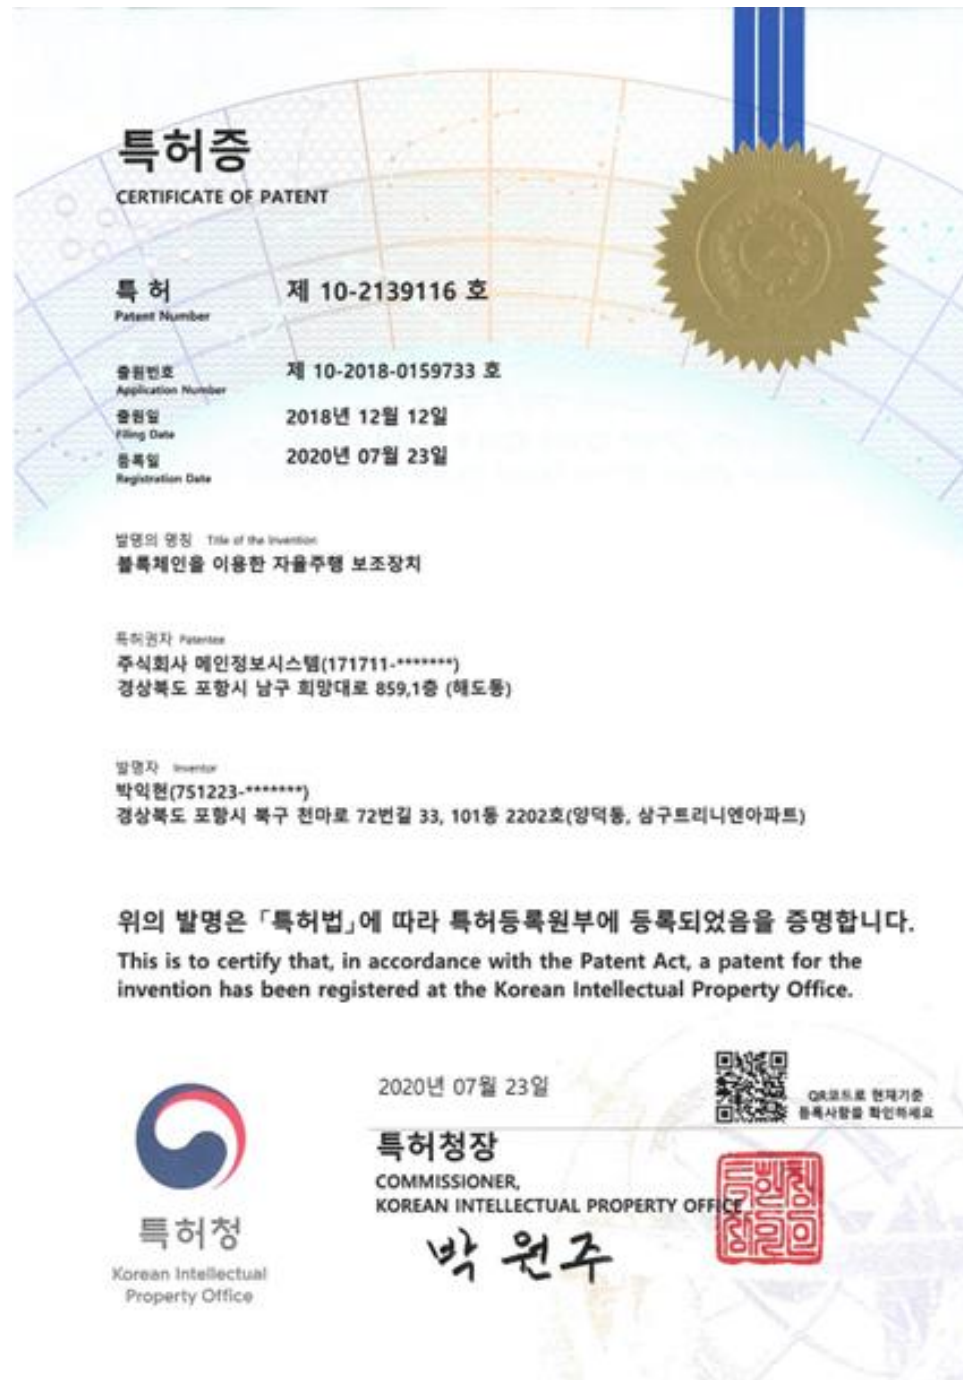 특허증
CERTIFICATE OF PATENT
특 허 제 10-2139116 호
Patent Number
출원번호 제 10-2018-0159733 호
Application Number
출원일 2018년 12월 12일
Filing Date
등록일 2020년 07월 23일
Registration Date
발명의 명칭 Title of the Invention
블록체인을 이용한 자율주행 보조장치
특허권자 Patentee
주식회사 메인정보시스템(171711-*******)
경상북도 포항시 남구 희망대로 859,1층 (해도동)
발명자 Inventor
박익현(751223-*******)
경상북도 포항시 북구 천마로 72번길 33, 101동 2202호(양덕동, 삼구트리니엔아파트)
위의 발명은 「특허법」에 따라 특허등록원부에 등록되었음을 증명합니다.
This is to certify that, in accordance with the Patent Act, a patent for the
invention has been registered at the Korean Intellectual Property Office.
2020년 07월 23일
QR코드로 현재기준
등록사항을 확인하세요
특허청장
COMMISSIONER,
KOREAN INTELLECTUAL PROPERTY OFFICE
박원주
특허청
Korean Intellectual
Property Office